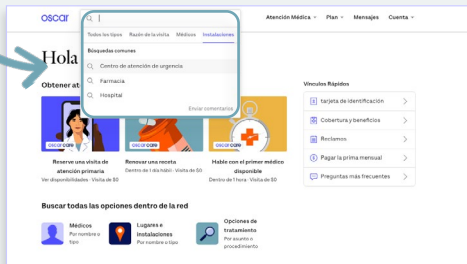 oscar
Atención Médica
Plan
Mensajes
Cuenta
Todos los tipos
Razón de la visita
Médicos
Instalaciones
Búsquedas comunes
Centro de atención de urgencia
Farmacia
Hospital
Enviar comentarios
Hola
Obtener at
oscar care
oscar care
oscar care
Reserve una visita de
atención primaria
Ver disponibilidades · Visita de $0
Renovar una receta
Dentro de 1 día hábil · Visita de $0
Hable con el primer médico
disponible
Dentro de 1 hora · Visita de $0
Vínculos Rápidos
tarjeta de identificación
Cobertura y beneficios
Reclamos
Pagar la prima mensual
Preguntas más frecuentes
Buscar todas las opciones dentro de la red
Médicos
Por nombre o
tipo
Lugares e
instalaciones
Por nombre o tipo
Opciones de
tratamiento
Por asunto o
procedimiento